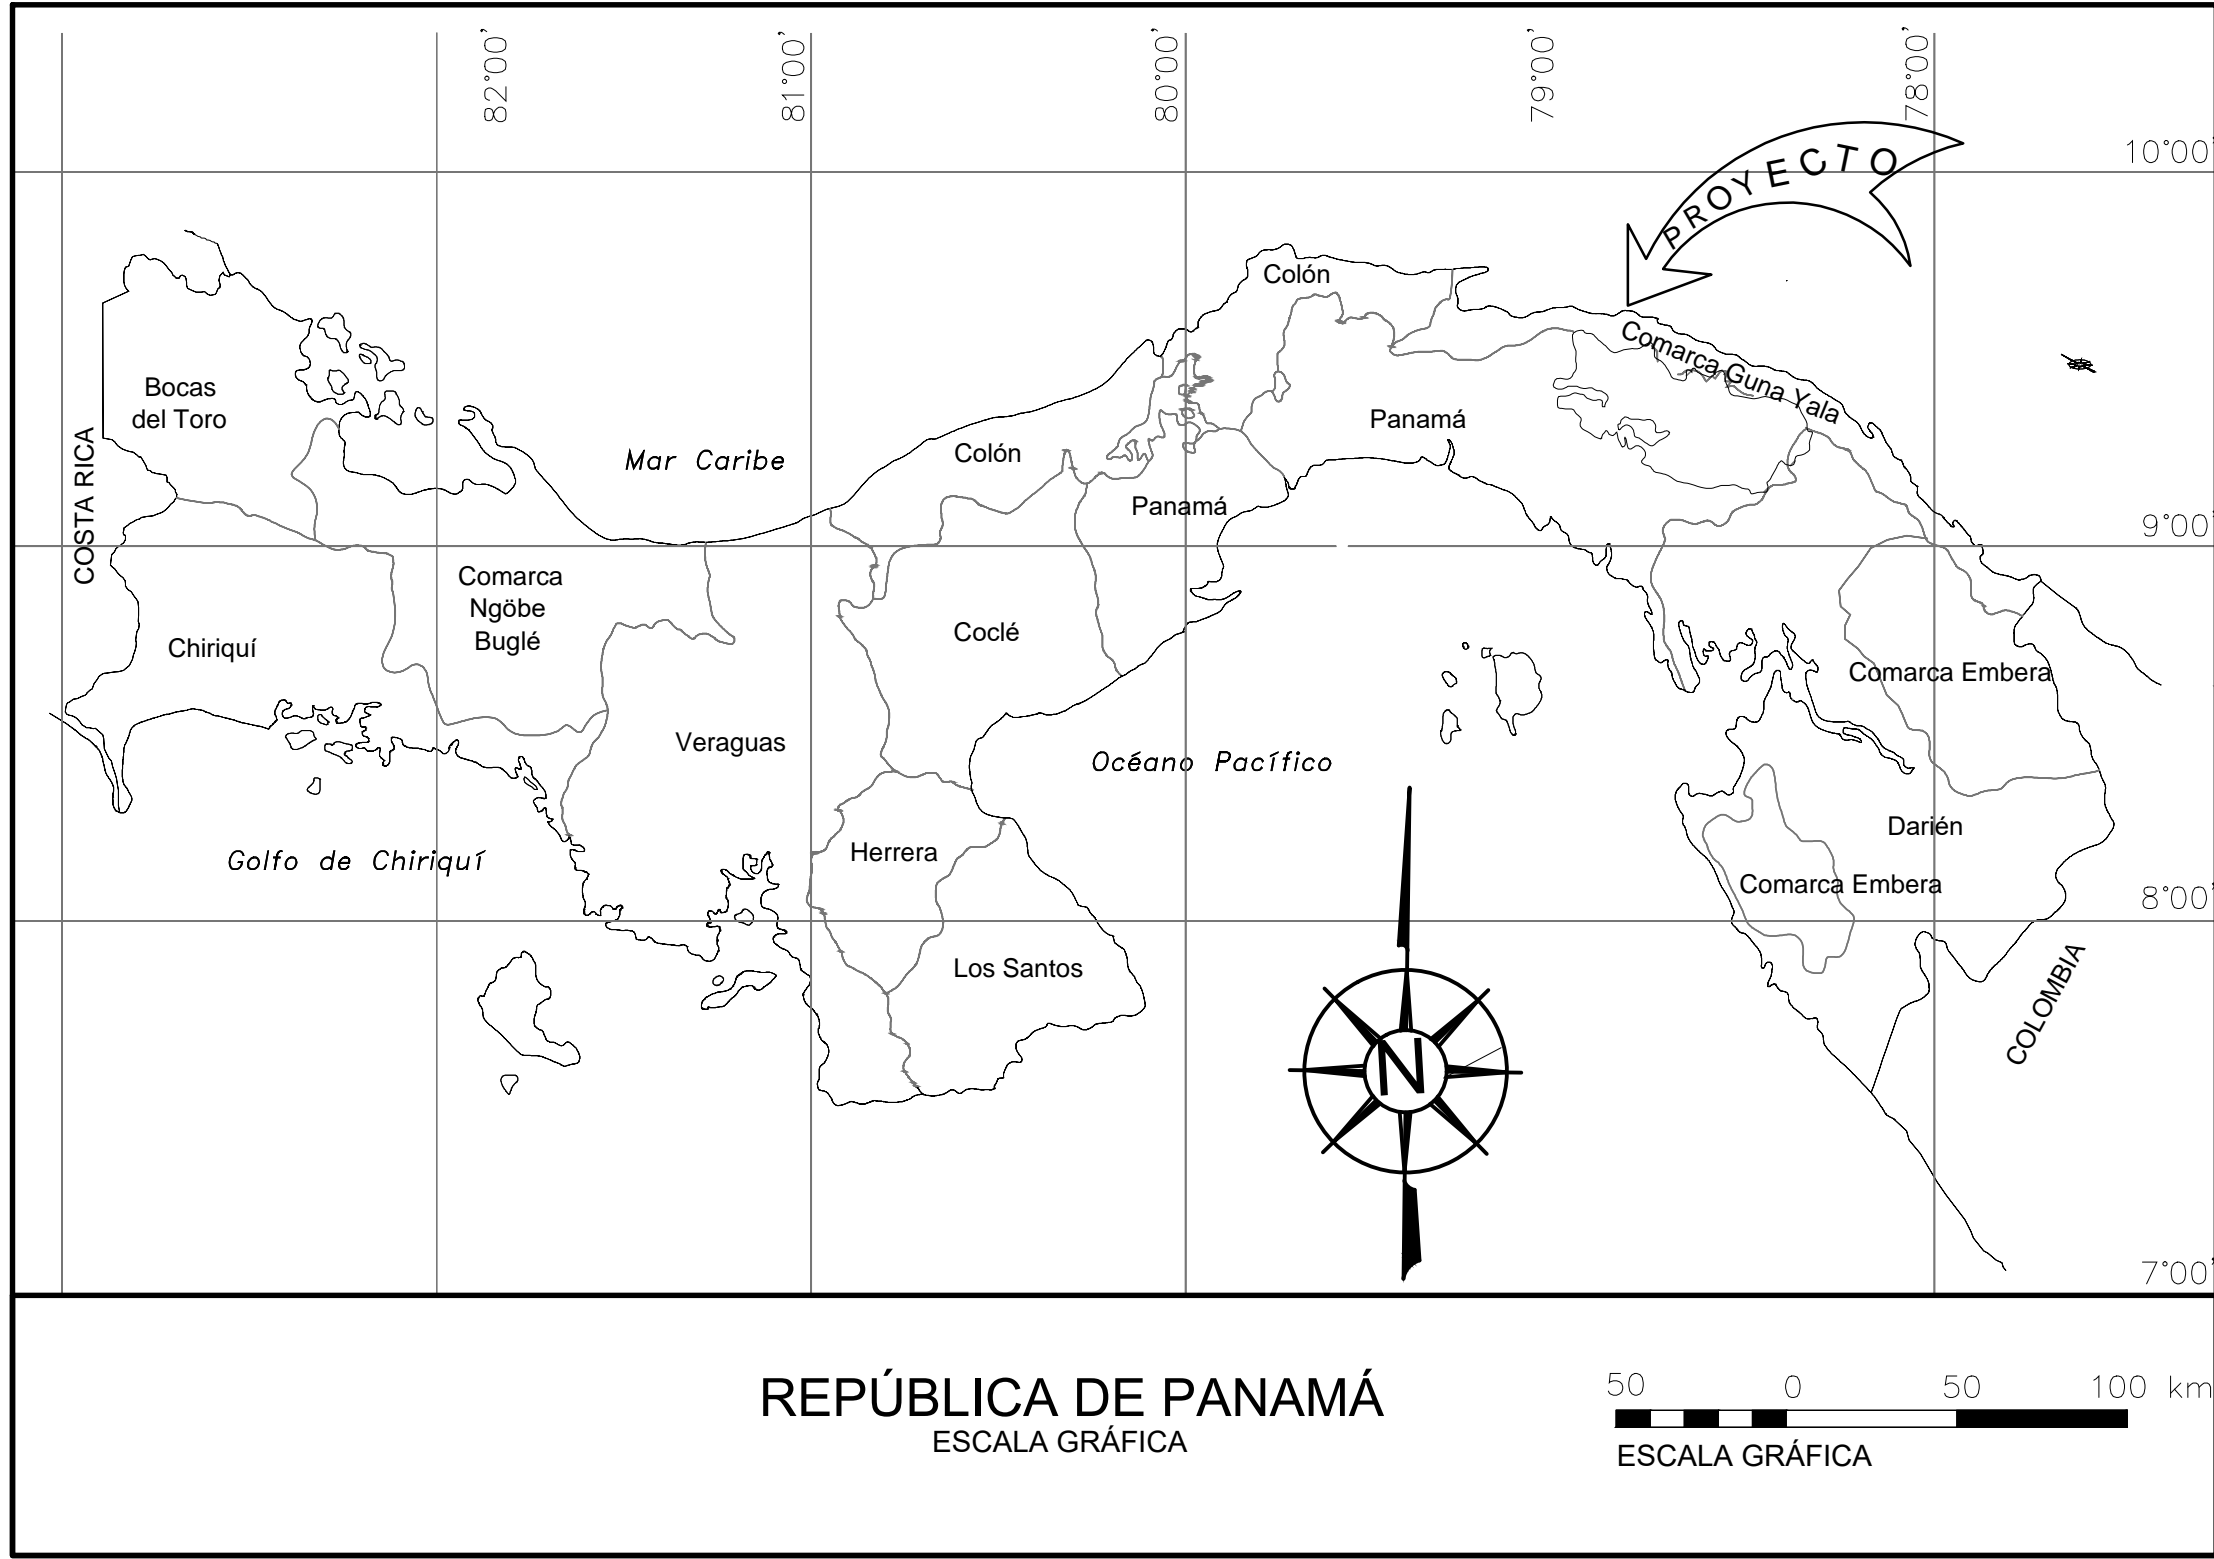 82°00'
81°00'
80°00'
79°00'
78°00'
10°00'
PROYECTO
Colón
Comarca Guna Yala
Bocas
del Toro
Panamá
COSTA RICA
Mar Caribe
Colón
Panamá
9°00'
Comarca
Ngöbe
Buglé
Coclé
Chiriquí
Comarca Embera
Veraguas
Océano Pacífico
Darién
Herrera
Golfo de Chiriquí
Comarca Embera
8°00'
Los Santos
COLOMBIA
N
7°00'
REPÚBLICA DE PANAMÁ
ESCALA GRÁFICA
50 0 50 100 km
ESCALA GRÁFICA